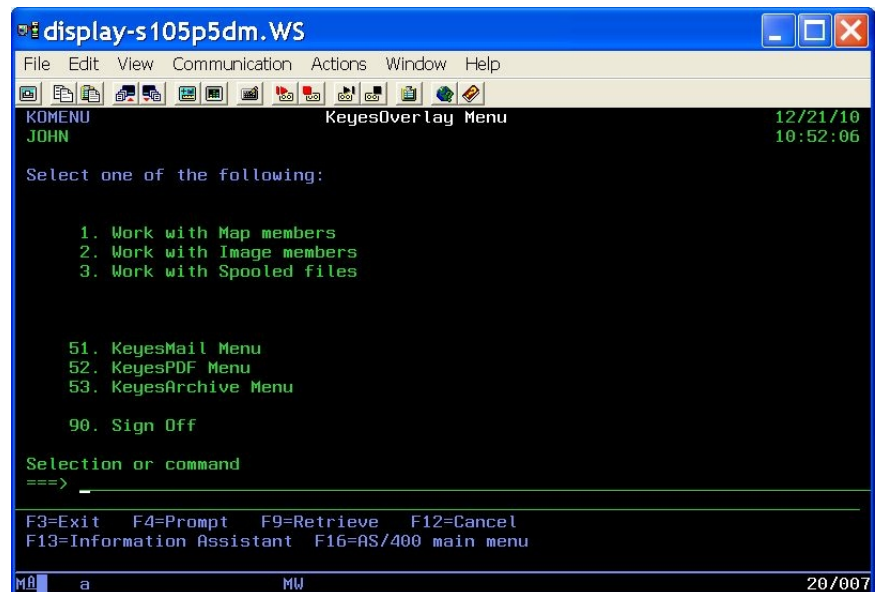 display-s105p5dm.WS
File Edit View Communication Actions Window Help
KOMENU KeyesOverlay Menu 12/21/10
JOHN 10:52:06
Select one of the following:
1. Work with Map members
2. Work with Image members
3. Work with Spooled files
51. KeyesMail Menu
52. KeyesPDF Menu
53. KeyesArchive Menu
90. Sign Off
Selection or command
===>
F3=Exit F4=Prompt F9=Retrieve F12=Cancel
F13=Information Assistant F16=AS/400 main menu
MA a MW 20/007